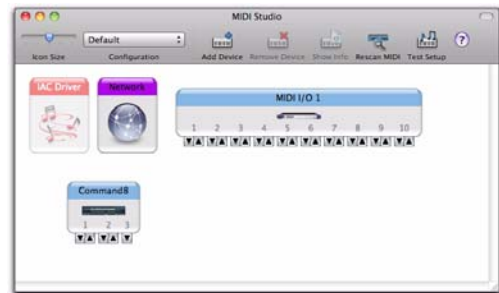 MIDI Studio
Default
Icon Size Configuration Add Device Remove Device Show Info Rescan MIDI Test Setup
?
IAC Driver Network MIDI I/O 1
1 2 3 4 5 6 7 8 9 10
Command8
1 2 3